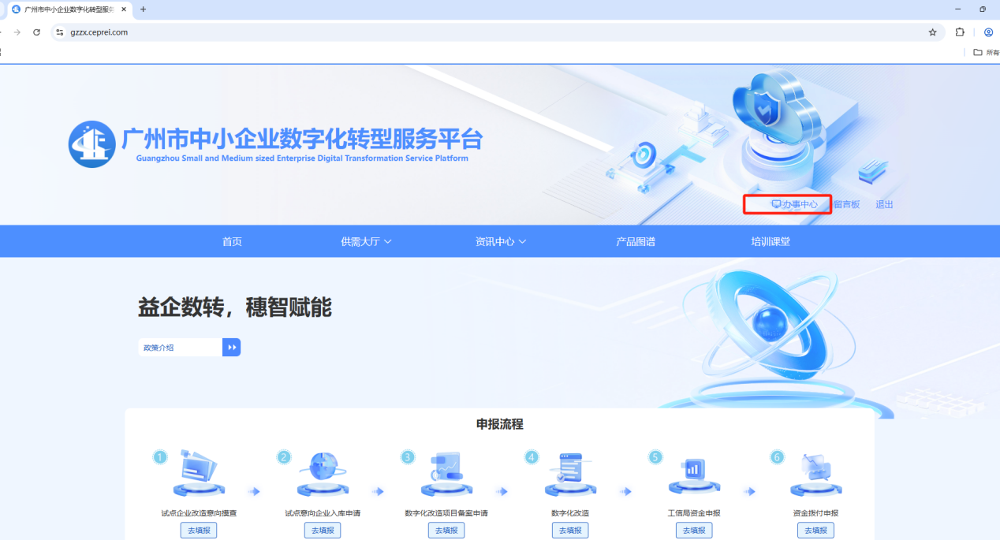 广州市中小企业数字化转型服务
gzzx.ceprei.com
所有
广州市中小企业数字化转型服务平台
Guangzhou Small and Medium sized Enterprise Digital Transformation Service Platform
办事中心 留言板 退出
首页 供需大厅 资讯中心 产品图谱 培训课堂
益企数转，穗智赋能
政策介绍
申报流程
1 2 3 4 5 6
试点企业改造意向摸查 试点意向企业入库申请 数字化改造项目备案申请 数字化改造 工信局资金申报 资金拨付申报
去填报 去填报 去填报 去填报 去填报 去填报